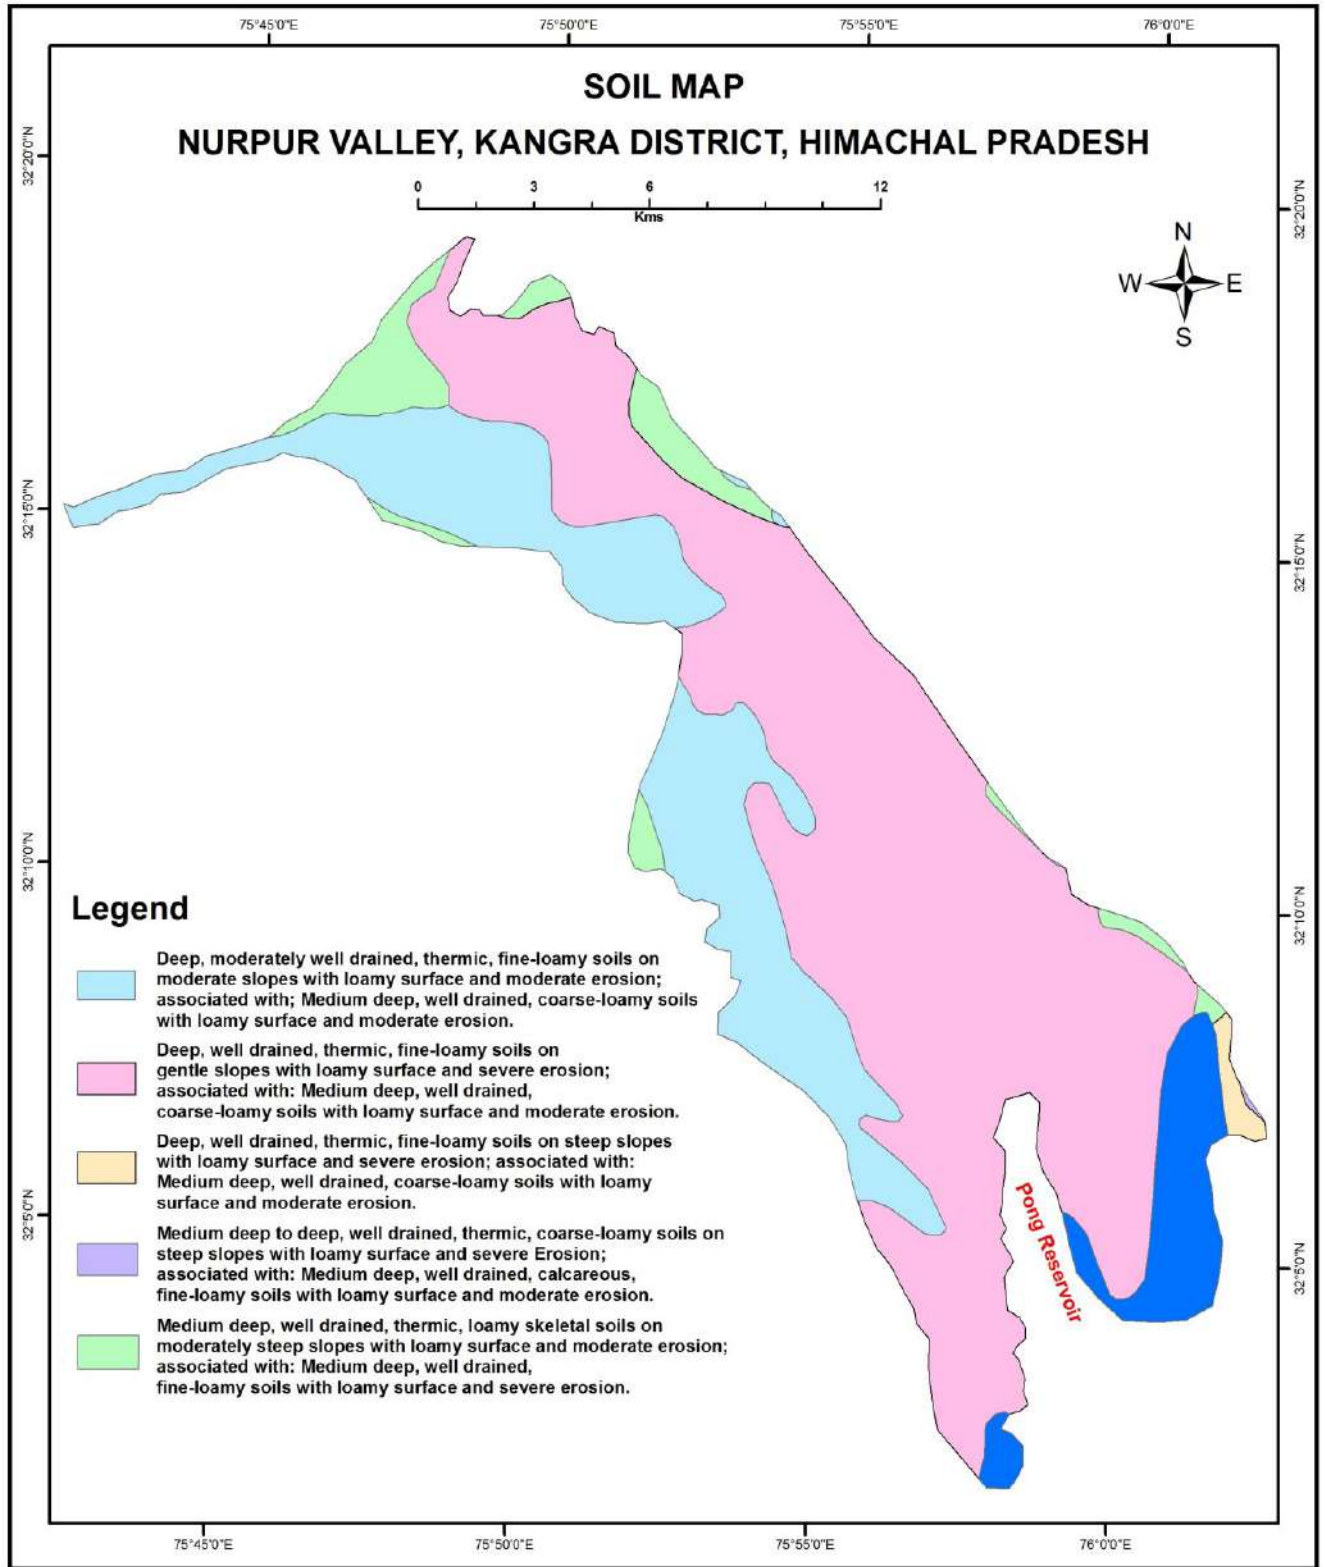 75°45'0"E 75°50'0"E 75°55'0"E 76°0'0"E
SOIL MAP
NURPUR VALLEY, KANGRA DISTRICT, HIMACHAL PRADESH
0 3 6 12
Kms
32°20'0"N
32°20'0"N
N
W E
S
32°15'0"N
32°15'0"N
32°10'0"N
32°10'0"N
Legend
Deep, moderately well drained, thermic, fine-loamy soils on
moderate slopes with loamy surface and moderate erosion;
associated with; Medium deep, well drained, coarse-loamy soils
with loamy surface and moderate erosion.
Deep, well drained, thermic, fine-loamy soils on
gentle slopes with loamy surface and severe erosion;
associated with: Medium deep, well drained,
coarse-loamy soils with loamy surface and moderate erosion.
Deep, well drained, thermic, fine-loamy soils on steep slopes
with loamy surface and severe erosion; associated with:
Medium deep, well drained, coarse-loamy soils with loamy
surface and moderate erosion.
Medium deep to deep, well drained, thermic, coarse-loamy soils on
steep slopes with loamy surface and severe Erosion;
associated with: Medium deep, well drained, calcareous,
fine-loamy soils with loamy surface and moderate erosion.
Medium deep, well drained, thermic, loamy skeletal soils on
moderately steep slopes with loamy surface and moderate erosion;
associated with: Medium deep, well drained,
fine-loamy soils with loamy surface and severe erosion.
Pong Reservoir
32°5'0"N
32°5'0"N
75°45'0"E 75°50'0"E 75°55'0"E 76°0'0"E